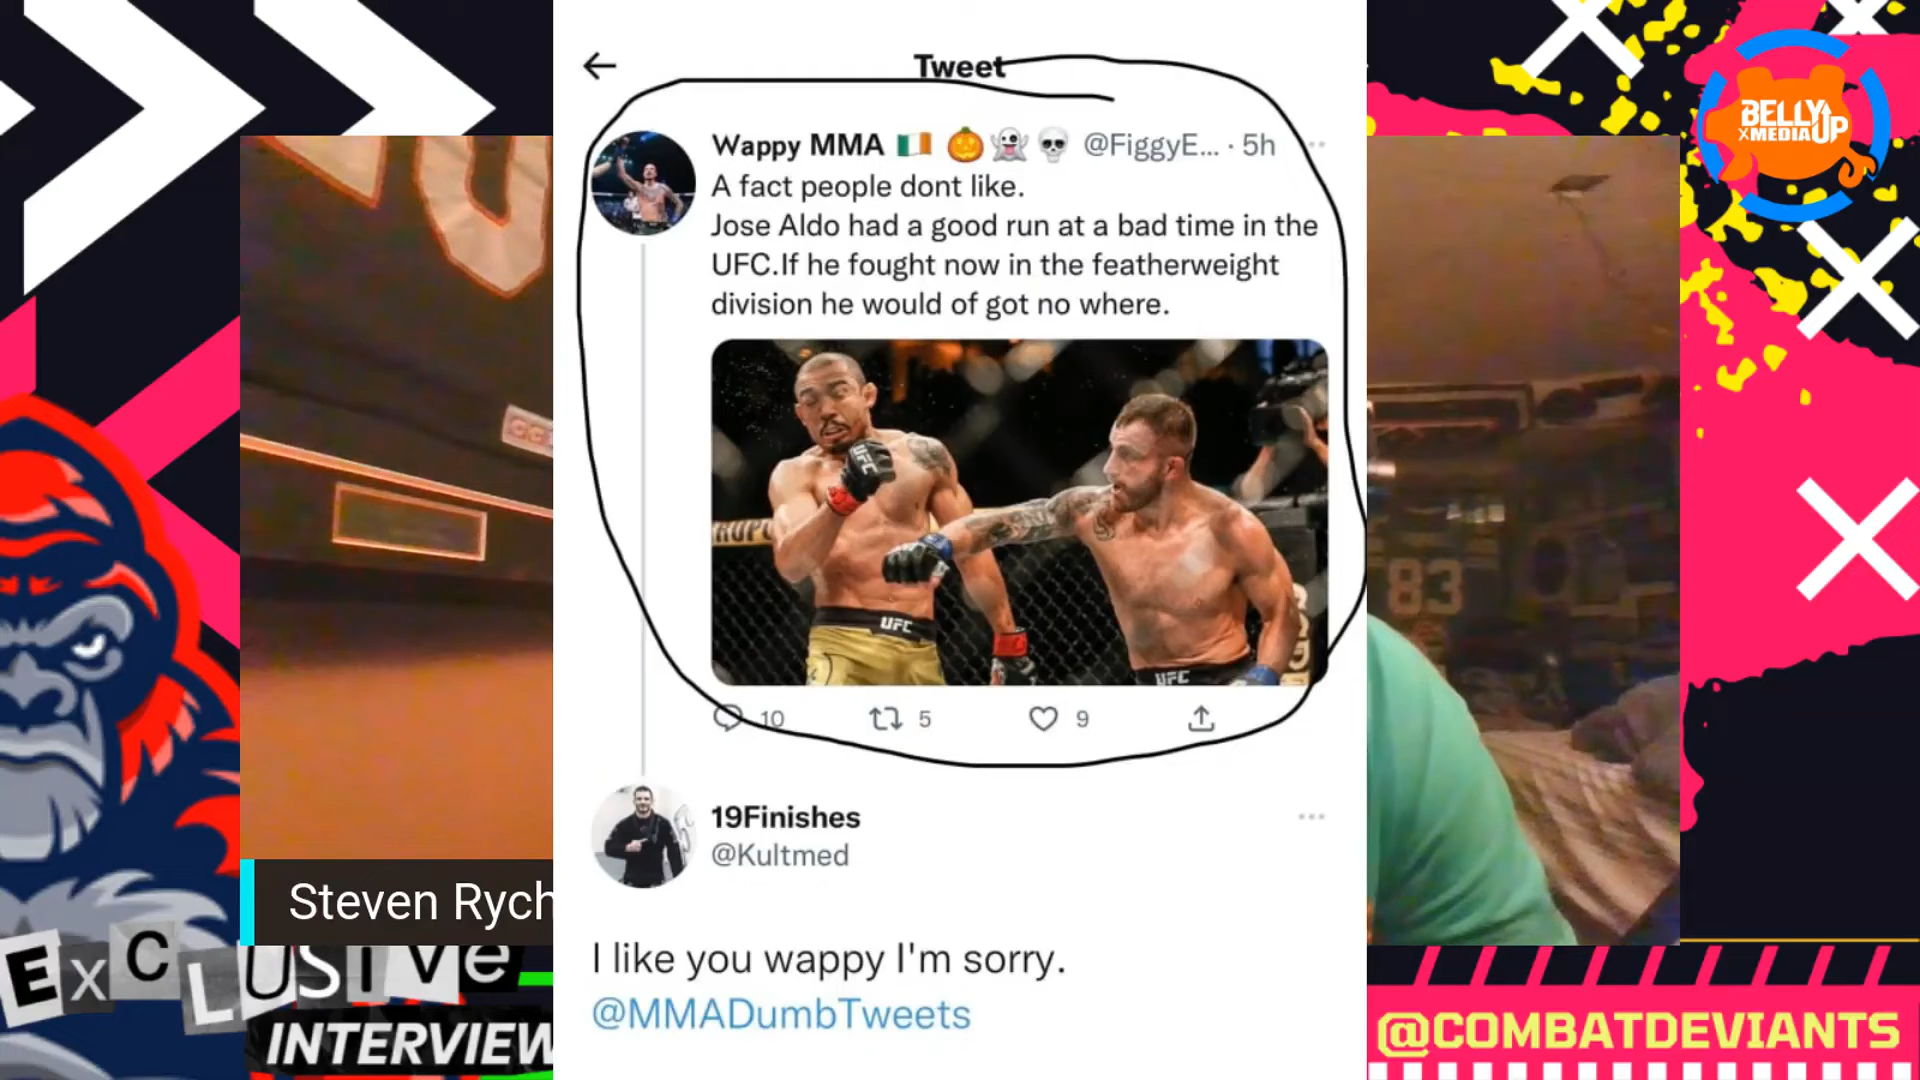 Tweet
Wappy MMA 🇮🇪 🎃👻💀 @FiggyE... · 5h
A fact people dont like.
Jose Aldo had a good run at a bad time in the
UFC.If he fought now in the featherweight
division he would of got no where.
UFC
UFC
UFC
10
5
9
19Finishes
@Kultmed
I like you wappy I'm sorry.
@MMADumbTweets
BELLY UP
X MEDIA
83
Steven Rych
ExCLUSIVe
INTERVIEW
@COMBATDEVIANTS